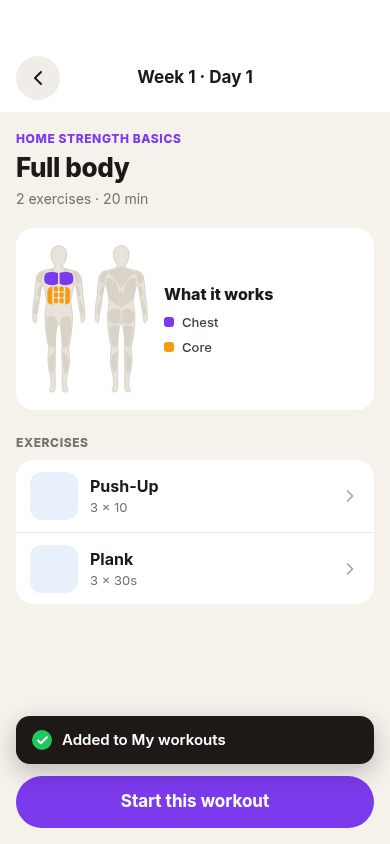 Week 1 · Day 1
HOME STRENGTH BASICS
Full body
2 exercises · 20 min
What it works
Chest
Core
EXERCISES
Push-Up
3 × 10
Plank
3 × 30s
Added to My workouts
Start this workout